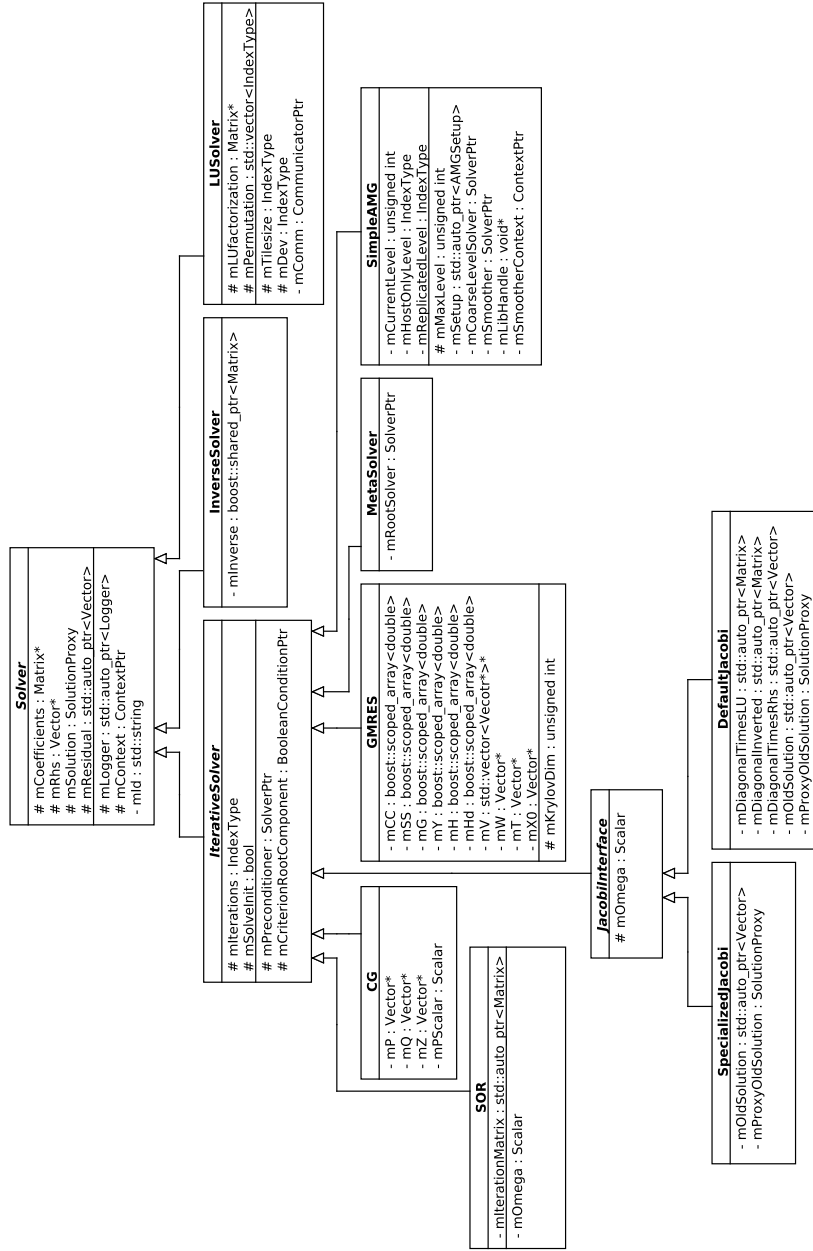 Solver
# mCoefficients : Matrix*
# mRhs : Vector*
# mSolution : SolutionProxy
# mResidual : std::auto_ptr<Vector>
# mLogger : std::auto_ptr<Logger>
# mContext : ContextPtr
- mId : std::string
IterativeSolver
# mIterations : IndexType
# mSolveInit : bool
# mPreconditioner : SolverPtr
# mCriterionRootComponent : BooleanConditionPtr
InverseSolver
- mInverse : boost::shared_ptr<Matrix>
LUSolver
# mLUfactorization : Matrix*
# mPermutation : std::vector<IndexType>
# mTilesize : IndexType
# mDev : IndexType
- mComm : CommunicatorPtr
CG
- mP : Vector*
- mQ : Vector*
- mZ : Vector*
- mPScalar : Scalar
GMRES
- mCC : boost::scoped_array<double>
- mSS : boost::scoped_array<double>
- mG : boost::scoped_array<double>
- mY : boost::scoped_array<double>
- mH : boost::scoped_array<double>
- mHd : boost::scoped_array<double>
- mV : std::vector<Vecotr*>*
- mW : Vector*
- mT : Vector*
- mX0 : Vector*
# mKrylovDim : unsigned int
MetaSolver
- mRootSolver : SolverPtr
SimpleAMG
- mCurrentLevel : unsigned int
- mHostOnlyLevel : IndexType
- mReplicatedLevel : IndexType
# mMaxLevel : unsigned int
- mSetup : std::auto_ptr<AMGSetup>
- mCoarseLevelSolver : SolverPtr
- mSmoother : SolverPtr
- mLibHandle : void*
- mSmootherContext : ContextPtr
SOR
- mIterationMatrix : std::auto_ptr<Matrix>
- mOmega : Scalar
JacobiInterface
# mOmega : Scalar
SpecializedJacobi
- mOldSolution : std::auto_ptr<Vector>
- mProxyOldSolution : SolutionProxy
DefaultJacobi
- mDiagonalTimesLU : std::auto_ptr<Matrix>
- mDiagonalInverted : std::auto_ptr<Matrix>
- mDiagonalTimesRhs : std::auto_ptr<Vector>
- mOldSolution : std::auto_ptr<Vector>
- mProxyOldSolution : SolutionProxy